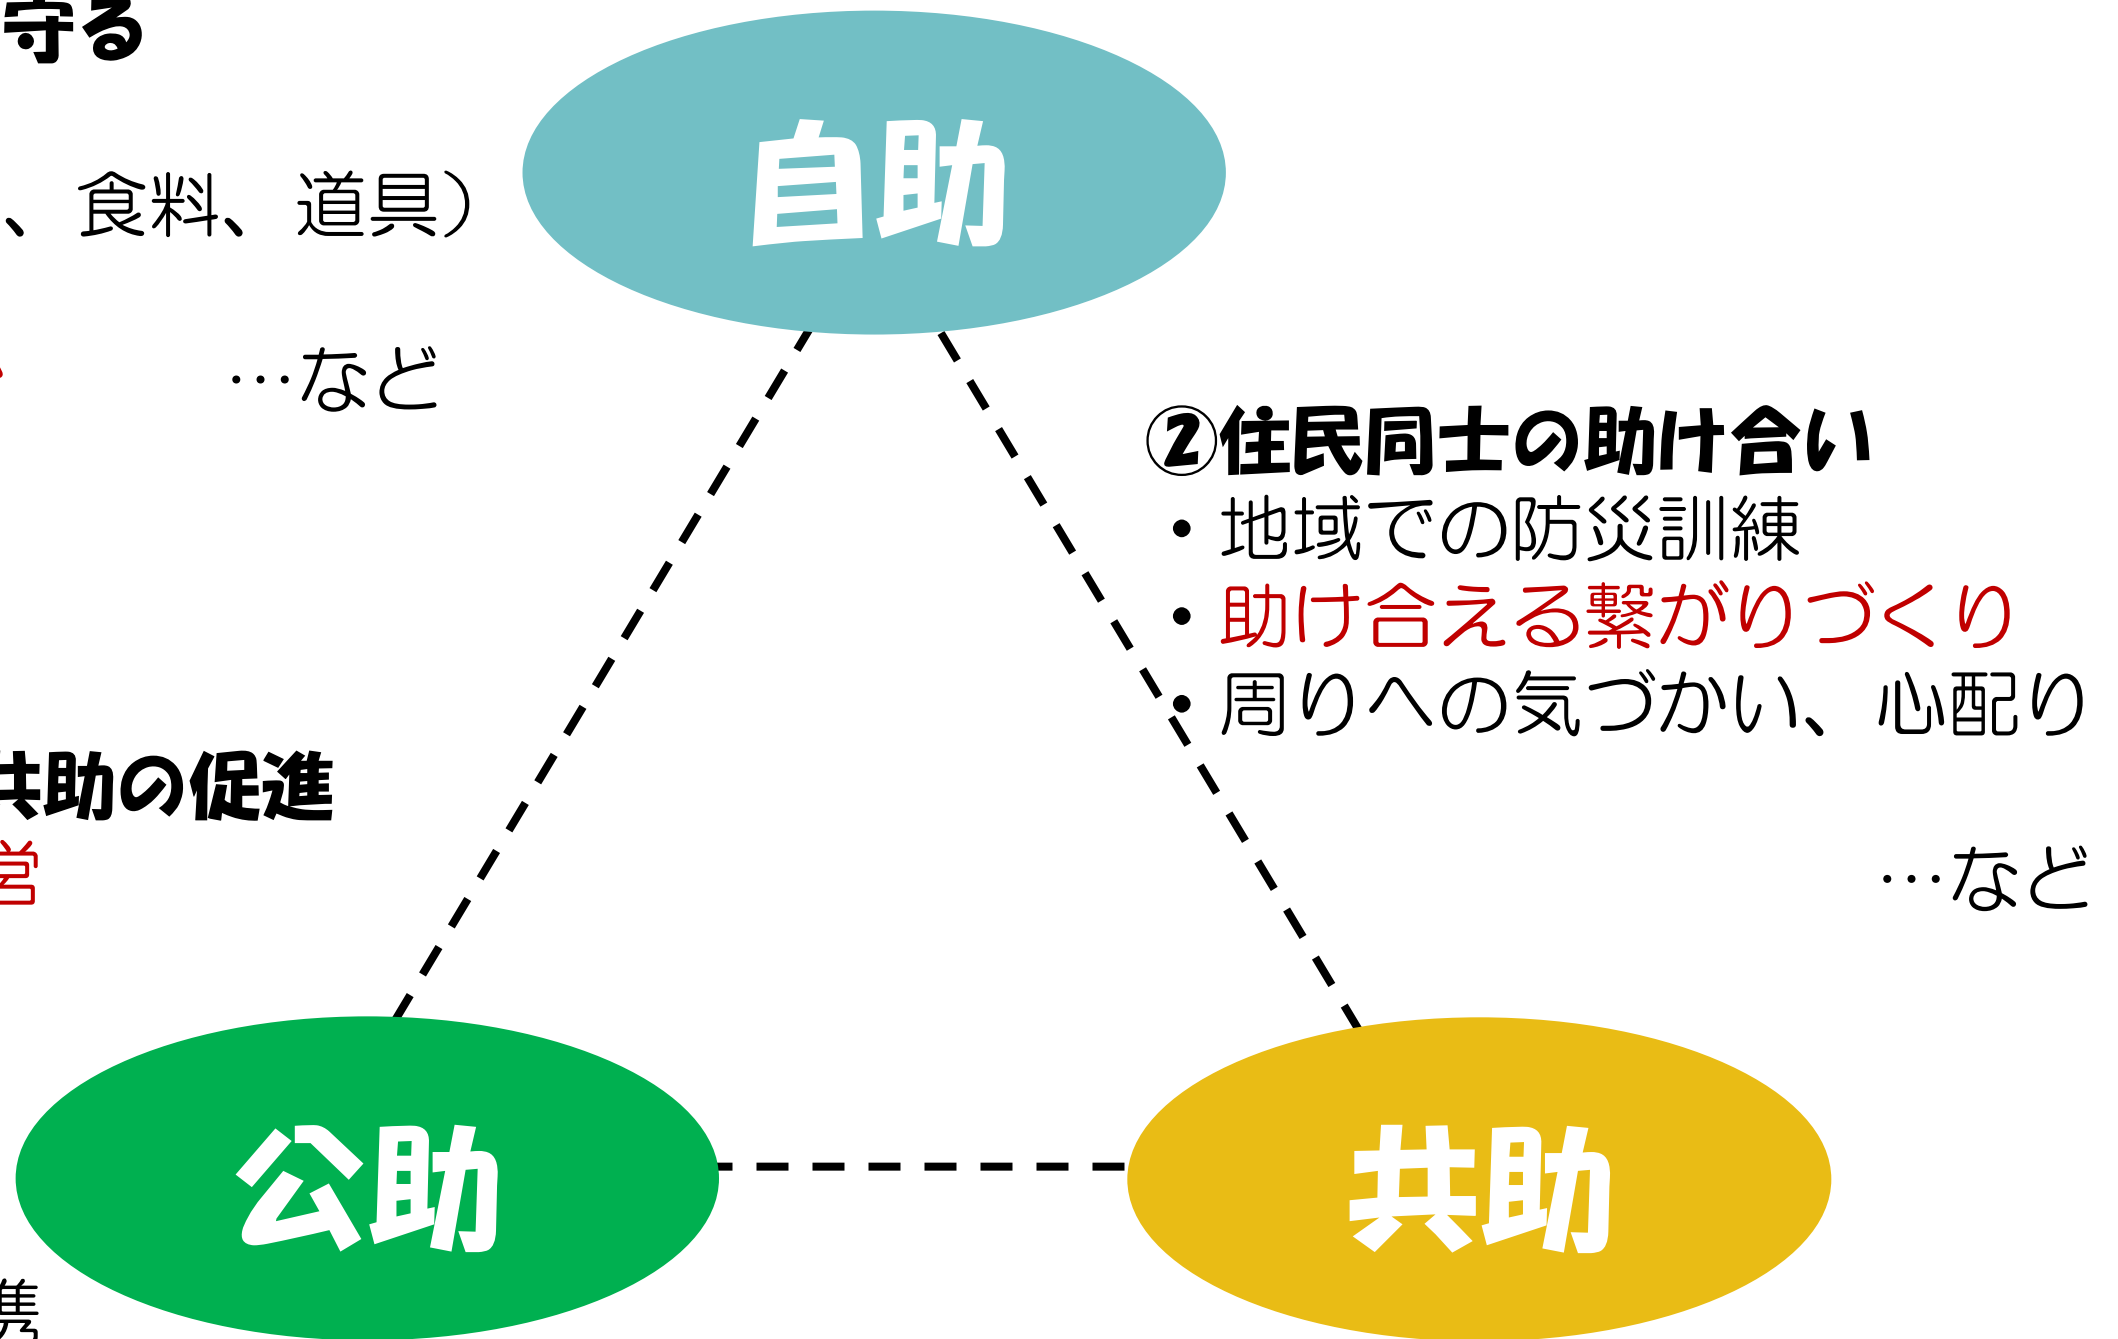 守る
自助
、食料、道具）
…など
②住民同士の助け合い
• 地域での防災訓練
• 助け合える繋がりづくり
• 周りへの気づかい、心配り
共助の促進
営
…など
公助
共助
携